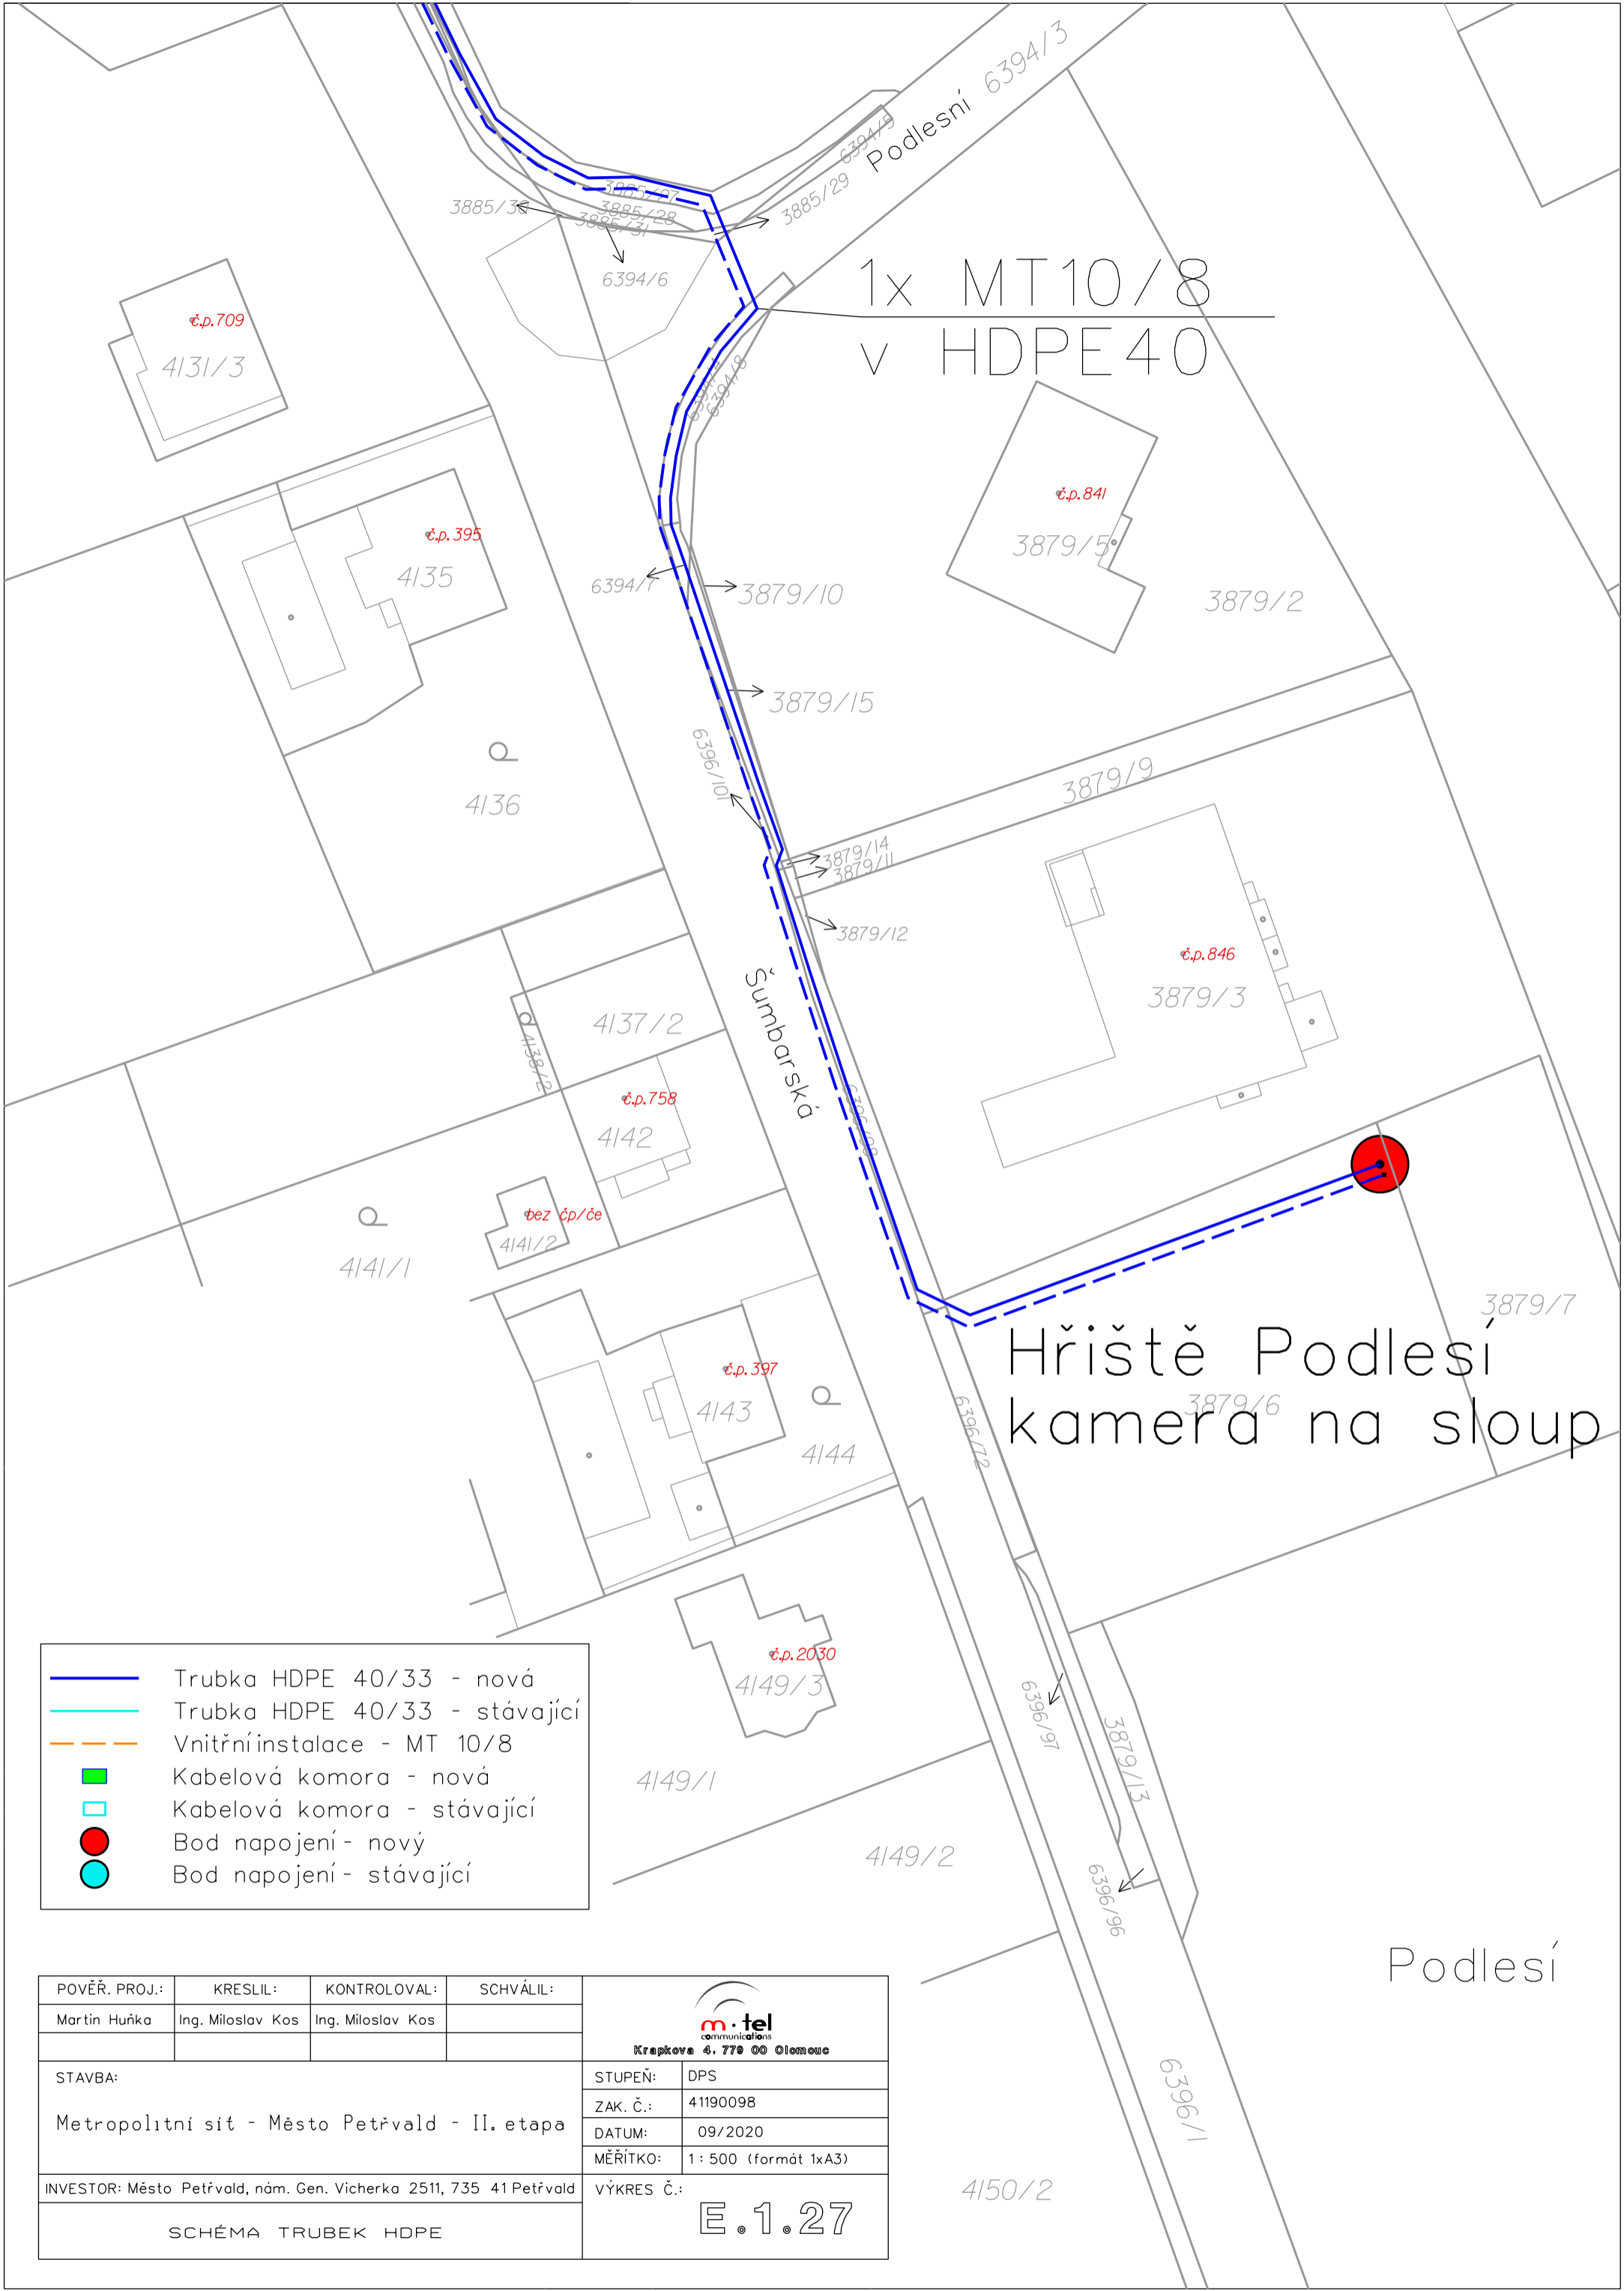 6394/3
Podlesní
6394/5
3885/27
3885/28
3885/31
3885/29
6394/6
1x MT10/8
v HDPE40
č.p.709
4131/3
6394/8
č.p.841
3879/5
č.p.395
4135
6394/7
3879/10
3879/2
3879/15
6396/101
4136
3879/9
3879/14
3879/11
3879/12
č.p.846
3879/3
Šumbarská
4137/2
4138/2
č.p.758
4142
bez čp/če
4141/2
4141/1
3879/7
Hřiště Podlesí
kamera na sloup
3879/6
č.p.397
4143
4144
6396/72
č.p.2030
4149/3
6396/97
3879/13
4149/1
4149/2
6396/96
Podlesí
6396/1
4150/2
Trubka HDPE 40/33 - nová
Trubka HDPE 40/33 - stávající
Vnitřní instalace - MT 10/8
Kabelová komora - nová
Kabelová komora - stávající
Bod napojení - nový
Bod napojení - stávající
POVĚŘ. PROJ.: KRESLIL: KONTROLOVAL: SCHVÁLIL:
Martin Huňka Ing. Miloslav Kos Ing. Miloslav Kos
m·tel
communications
Krapkova 4, 779 00 Olomouc
STAVBA:
Metropolitní síť - Město Petřvald - II. etapa
STUPEŇ: DPS
ZAK. Č.: 41190098
DATUM: 09/2020
MĚŘÍTKO: 1 : 500 (formát 1xA3)
INVESTOR: Město Petřvald, nám. Gen. Vicherka 2511, 735 41 Petřvald
VÝKRES Č.:
E.1.27
SCHÉMA TRUBEK HDPE